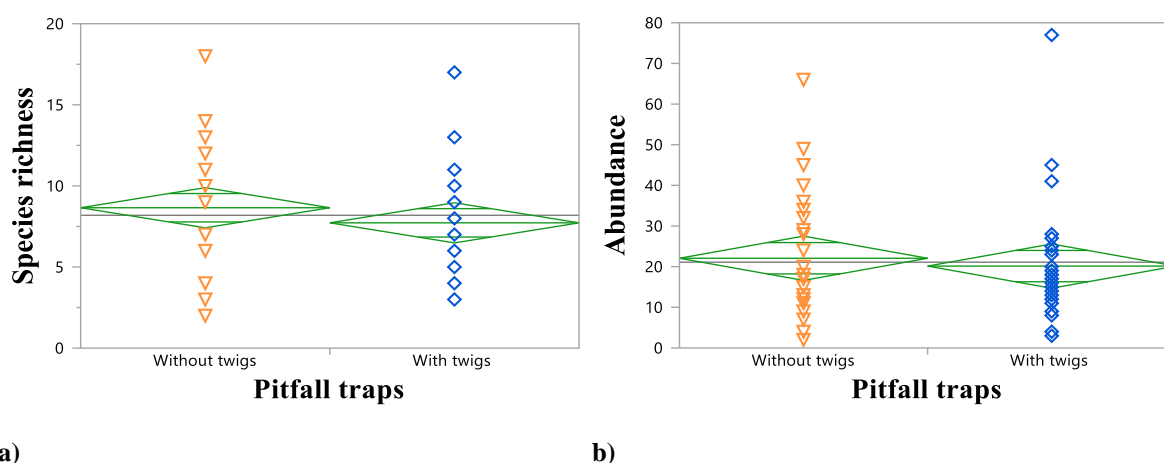 20
15
10
5
0
Species richness
Without twigs
With twigs
Pitfall traps
a)
80
70
60
50
40
30
20
10
0
Abundance
Without twigs
With twigs
Pitfall traps
b)